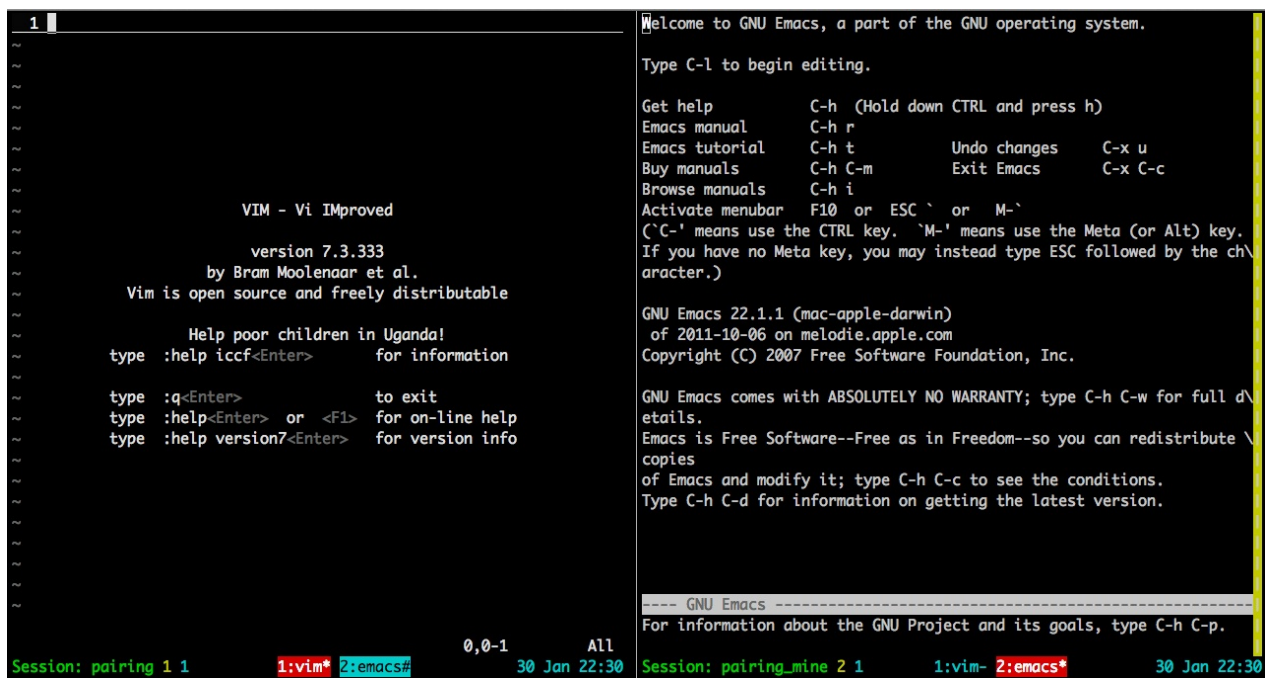 1
~
~
~
~
~
~
~
~
~ VIM - Vi IMproved
~
~ version 7.3.333
~ by Bram Moolenaar et al.
~ Vim is open source and freely distributable
~
~ Help poor children in Uganda!
~ type :help iccf<Enter> for information
~
~ type :q<Enter> to exit
~ type :help<Enter> or <F1> for on-line help
~ type :help version7<Enter> for version info
~
~
~
~
~
~
~
~
0,0-1 All
Session: pairing 1 1 1:vim* 2:emacs# 30 Jan 22:30
Welcome to GNU Emacs, a part of the GNU operating system.
Type C-l to begin editing.
Get help C-h (Hold down CTRL and press h)
Emacs manual C-h r
Emacs tutorial C-h t Undo changes C-x u
Buy manuals C-h C-m Exit Emacs C-x C-c
Browse manuals C-h i
Activate menubar F10 or ESC ` or M-`
(`C-' means use the CTRL key. `M-' means use the Meta (or Alt) key.
If you have no Meta key, you may instead type ESC followed by the ch\
aracter.)
GNU Emacs 22.1.1 (mac-apple-darwin)
of 2011-10-06 on melodie.apple.com
Copyright (C) 2007 Free Software Foundation, Inc.
GNU Emacs comes with ABSOLUTELY NO WARRANTY; type C-h C-w for full d\
etails.
Emacs is Free Software--Free as in Freedom--so you can redistribute \
copies
of Emacs and modify it; type C-h C-c to see the conditions.
Type C-h C-d for information on getting the latest version.
---- GNU Emacs ------------------------------------------------------
For information about the GNU Project and its goals, type C-h C-p.
Session: pairing_mine 2 1 1:vim- 2:emacs* 30 Jan 22:30